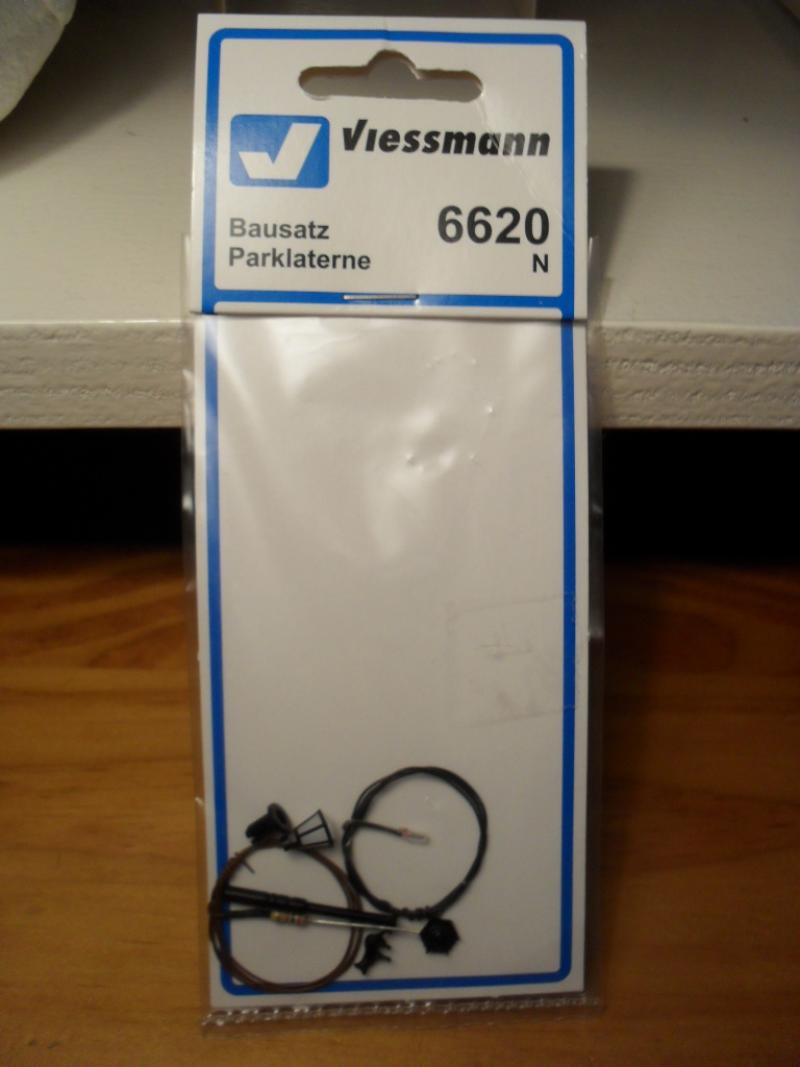 Viessmann
Bausatz
Parklaterne
6620
N